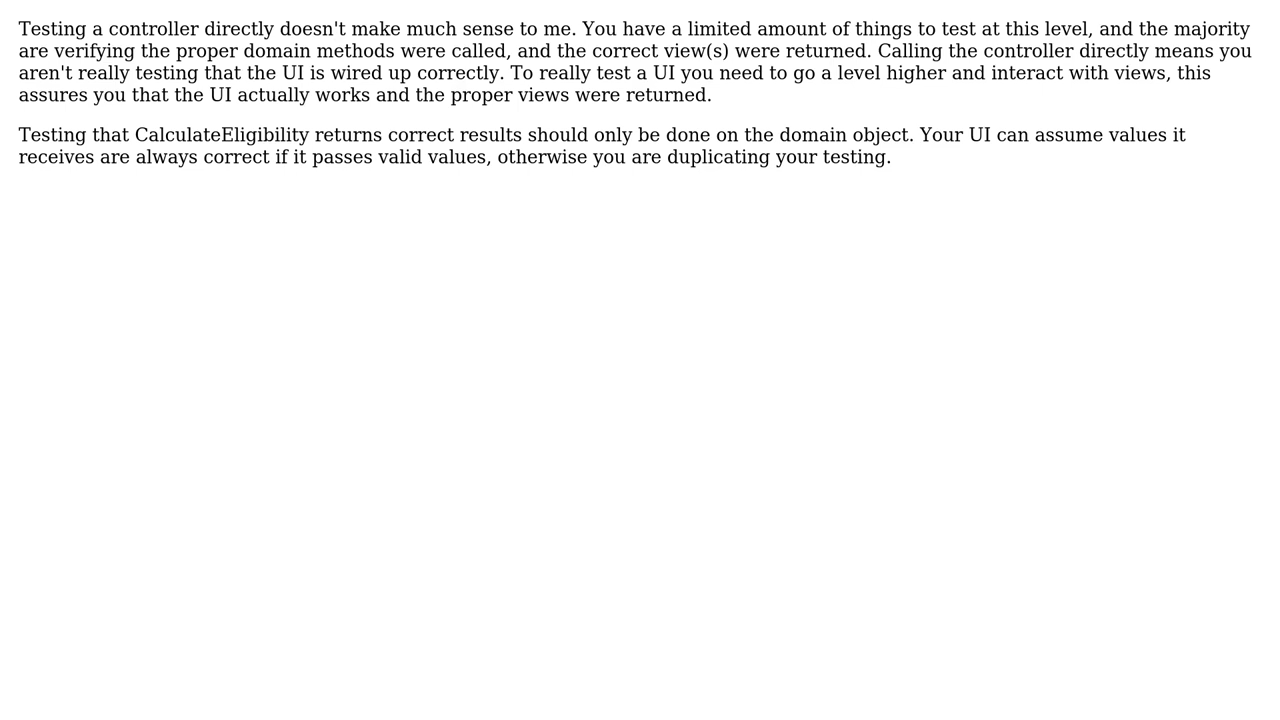 Testing a controller directly doesn't make much sense to me. You have a limited amount of things to test at this level, and the majority
are verifying the proper domain methods were called, and the correct view(s) were returned. Calling the controller directly means you
aren't really testing that the UI is wired up correctly. To really test a UI you need to go a level higher and interact with views, this
assures you that the UI actually works and the proper views were returned.
Testing that CalculateEligibility returns correct results should only be done on the domain object. Your UI can assume values it
receives are always correct if it passes valid values, otherwise you are duplicating your testing.